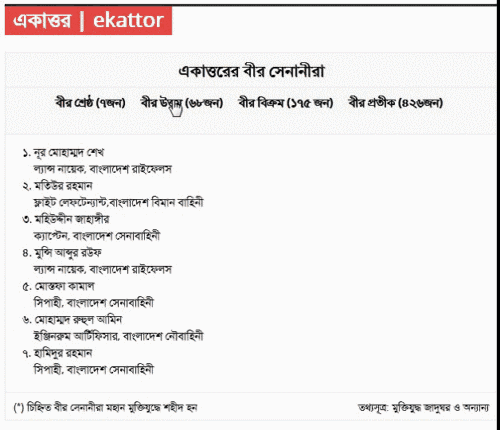 একাত্তর | ekattor
একাত্তরের বীর সেনানীরা
বীর শ্রেষ্ঠ (৭জন) বীর উত্তম (৬৮জন) বীর বিক্রম (১৭৫ জন) বীর প্রতীক (৪২৬জন)
১. নূর মোহাম্মদ শেখ
ল্যান্স নায়েক, বাংলাদেশ রাইফেলস
২. মতিউর রহমান
ফ্লাইট লেফটেন্যান্ট,বাংলাদেশ বিমান বাহিনী
৩. মহিউদ্দীন জাহাঙ্গীর
ক্যাপ্টেন, বাংলাদেশ সেনাবাহিনী
৪. মুন্সি আব্দুর রউফ
ল্যান্স নায়েক, বাংলাদেশ রাইফেলস
৫. মোস্তফা কামাল
সিপাহী, বাংলাদেশ সেনাবাহিনী
৬. মোহাম্মদ রুহুল আমিন
ইঞ্জিনরুম আর্টিফিসার, বাংলাদেশ নৌবাহিনী
৭. হামিদুর রহমান
সিপাহী, বাংলাদেশ সেনাবাহিনী
(*) চিহ্নিত বীর সেনানীরা মহান মুক্তিযুদ্ধে শহীদ হন তথ্যসূত্র: মুক্তিযুদ্ধ জাদুঘর ও অন্যান্য